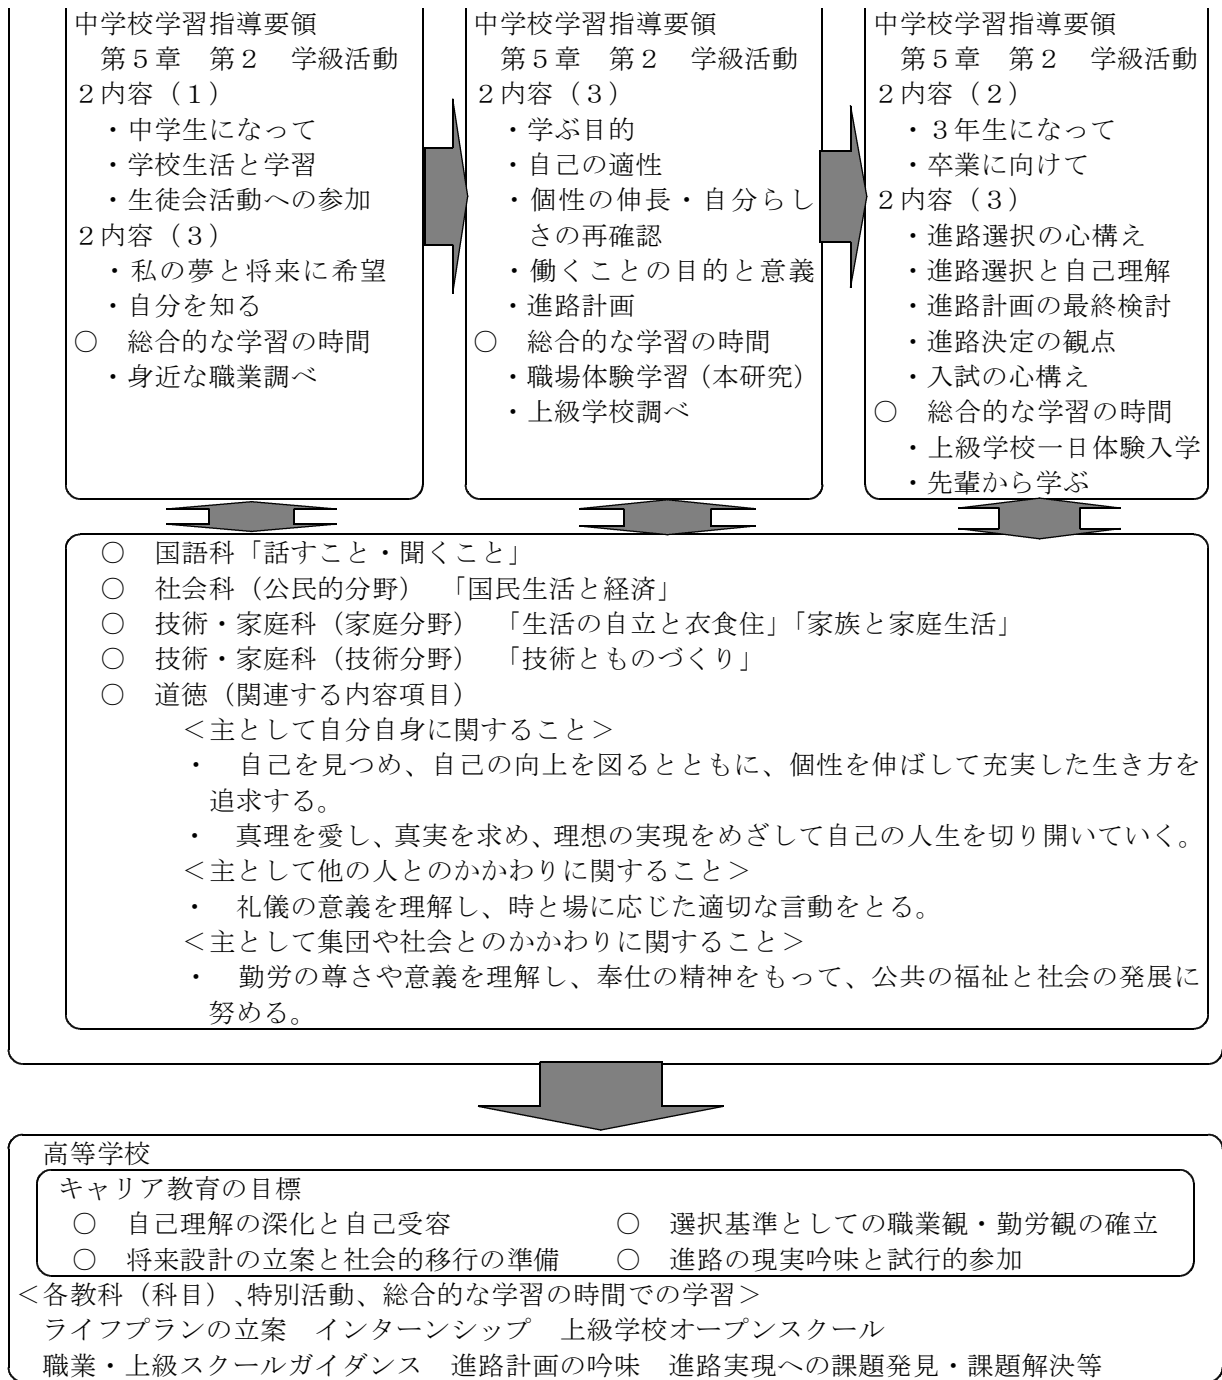 中学校学習指導要領
第5章　第2　学級活動
2内容（1）
・中学生になって
・学校生活と学習
・生徒会活動への参加
2内容（3）
・私の夢と将来に希望
・自分を知る
○　総合的な学習の時間
・身近な職業調べ
中学校学習指導要領
第5章　第2　学級活動
2内容（3）
・学ぶ目的
・自己の適性
・個性の伸長・自分らし
さの再確認
・働くことの目的と意義
・進路計画
○　総合的な学習の時間
・職場体験学習（本研究）
・上級学校調べ
中学校学習指導要領
第5章　第2　学級活動
2内容（2）
・3年生になって
・卒業に向けて
2内容（3）
・進路選択の心構え
・進路選択と自己理解
・進路計画の最終検討
・進路決定の観点
・入試の心構え
○　総合的な学習の時間
・上級学校一日体験入学
・先輩から学ぶ
○　国語科「話すこと・聞くこと」
○　社会科（公民的分野）　「国民生活と経済」
○　技術・家庭科（家庭分野）　「生活の自立と衣食住」「家族と家庭生活」
○　技術・家庭科（技術分野）　「技術とものづくり」
○　道徳（関連する内容項目）
＜主として自分自身に関すること＞
・　自己を見つめ、自己の向上を図るとともに、個性を伸ばして充実した生き方を
追求する。
・　真理を愛し、真実を求め、理想の実現をめざして自己の人生を切り開いていく。
＜主として他の人とのかかわりに関すること＞
・　礼儀の意義を理解し、時と場に応じた適切な言動をとる。
＜主として集団や社会とのかかわりに関すること＞
・　勤労の尊さや意義を理解し、奉仕の精神をもって、公共の福祉と社会の発展に
努める。
高等学校
キャリア教育の目標
○　自己理解の深化と自己受容　○　選択基準としての職業観・勤労観の確立
○　将来設計の立案と社会的移行の準備　○　進路の現実吟味と試行的参加
＜各教科（科目）、特別活動、総合的な学習の時間での学習＞
ライフプランの立案　インターンシップ　上級学校オープンスクール
職業・上級スクールガイダンス　進路計画の吟味　進路実現への課題発見・課題解決等